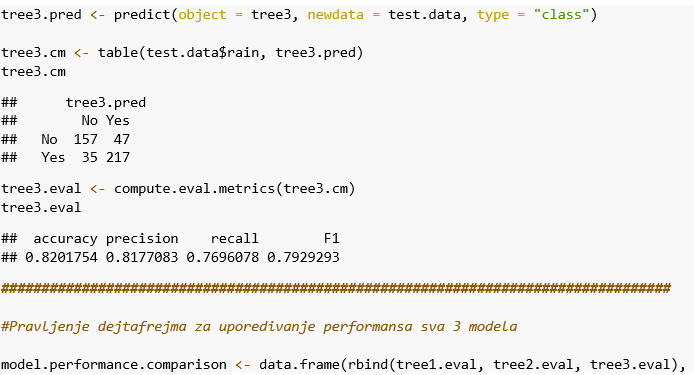 tree3.pred <- predict(object = tree3, newdata = test.data, type = "class")
tree3.cm <- table(test.data$rain, tree3.pred)
tree3.cm
##      tree3.pred
##        No Yes
##   No  157  47
##   Yes  35 217
tree3.eval <- compute.eval.metrics(tree3.cm)
tree3.eval
##  accuracy precision    recall        F1
## 0.8201754 0.8177083 0.7696078 0.7929293
###################################################################################
#Pravljenje dejtafrejma za uporedivanje performansa sva 3 modela
model.performance.comparison <- data.frame(rbind(tree1.eval, tree2.eval, tree3.eval),